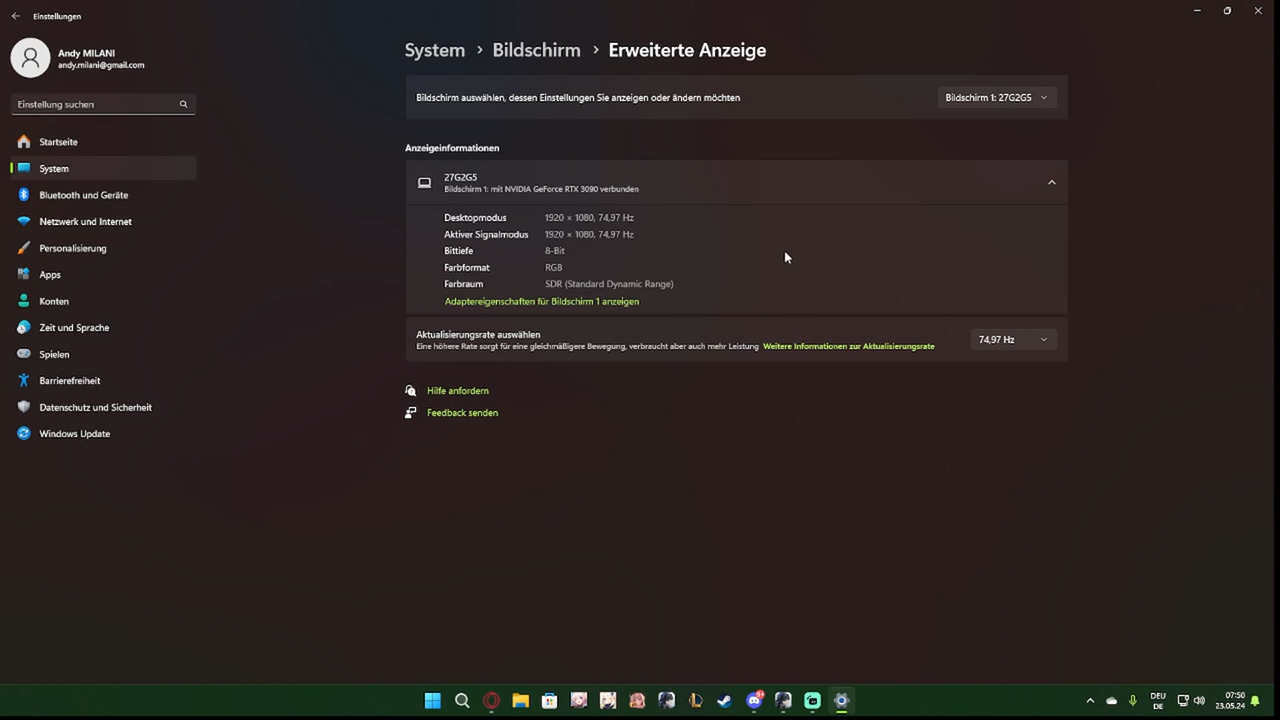 Einstellungen
Andy MILANI
andy.milani@gmail.com
Einstellung suchen
Startseite
System
Bluetooth und Geräte
Netzwerk und Internet
Personalisierung
Apps
Konten
Zeit und Sprache
Spielen
Barrierefreiheit
Datenschutz und Sicherheit
Windows Update
System › Bildschirm › Erweiterte Anzeige
Bildschirm auswählen, dessen Einstellungen Sie anzeigen oder ändern möchten
Bildschirm 1: 27G2G5
Anzeigeinformationen
27G2G5
Bildschirm 1: mit NVIDIA GeForce RTX 3090 verbunden
Desktopmodus 1920 × 1080, 74,97 Hz
Aktiver Signalmodus 1920 × 1080, 74,97 Hz
Bittiefe 8-Bit
Farbformat RGB
Farbraum SDR (Standard Dynamic Range)
Adaptereigenschaften für Bildschirm 1 anzeigen
Aktualisierungsrate auswählen
Eine höhere Rate sorgt für eine gleichmäßigere Bewegung, verbraucht aber auch mehr Leistung Weitere Informationen zur Aktualisierungsrate
74,97 Hz
Hilfe anfordern
Feedback senden
DEU
DE
07:50
23.05.24